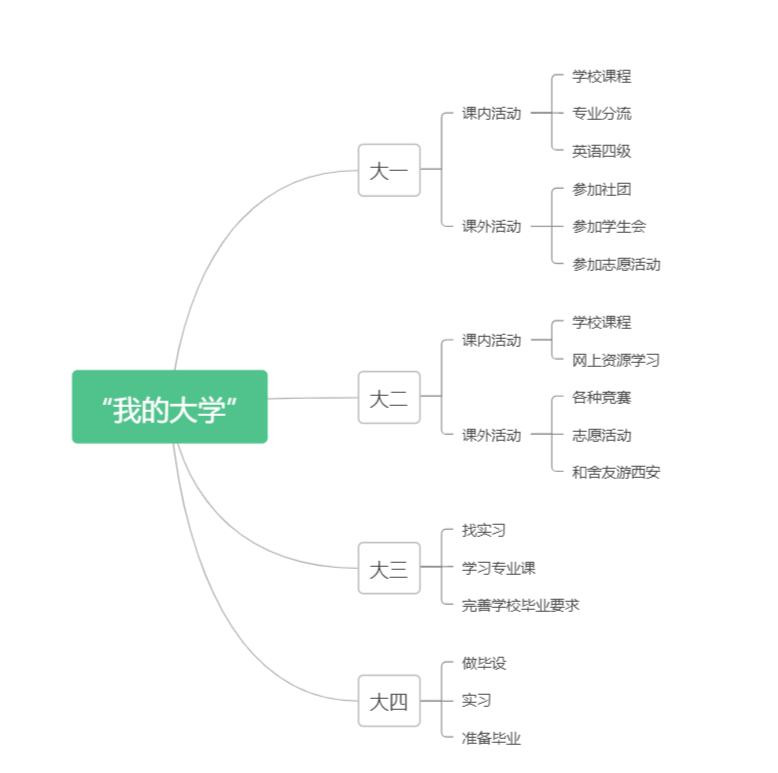 “我的大学”
大一
课内活动
学校课程
专业分流
英语四级
课外活动
参加社团
参加学生会
参加志愿活动
大二
课内活动
学校课程
网上资源学习
课外活动
各种竞赛
志愿活动
和舍友游西安
大三
找实习
学习专业课
完善学校毕业要求
大四
做毕设
实习
准备毕业